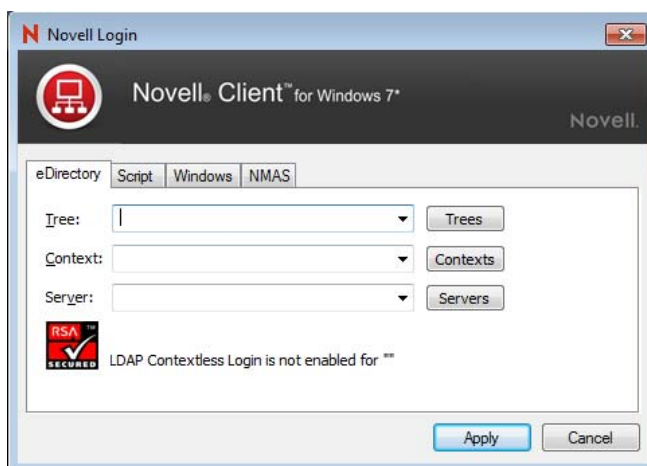 N Novell Login
Novell® Client™ for Windows 7*
Novell.
eDirectory Script Windows NMAS
Tree: Trees
Context: Contexts
Server: Servers
RSA ™
SECURED
LDAP Contextless Login is not enabled for ""
Apply Cancel